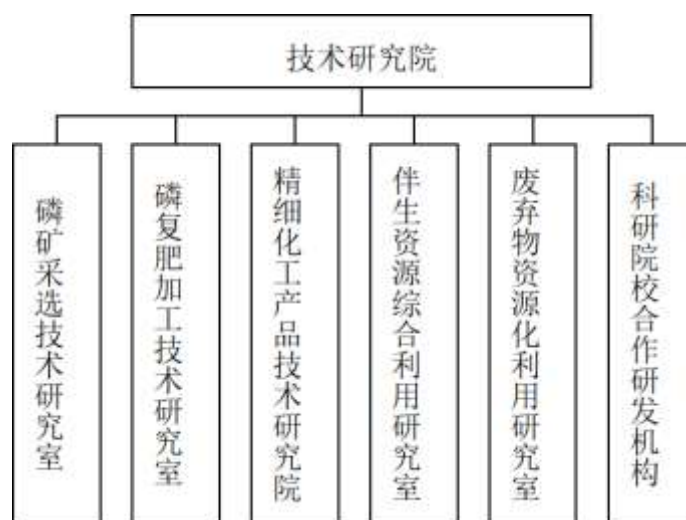 技术研究院
磷矿采选技术研究室
磷复肥加工技术研究室
精细化工产品技术研究院
伴生资源综合利用研究室
废弃物资源化利用研究室
科研院校合作研发机构